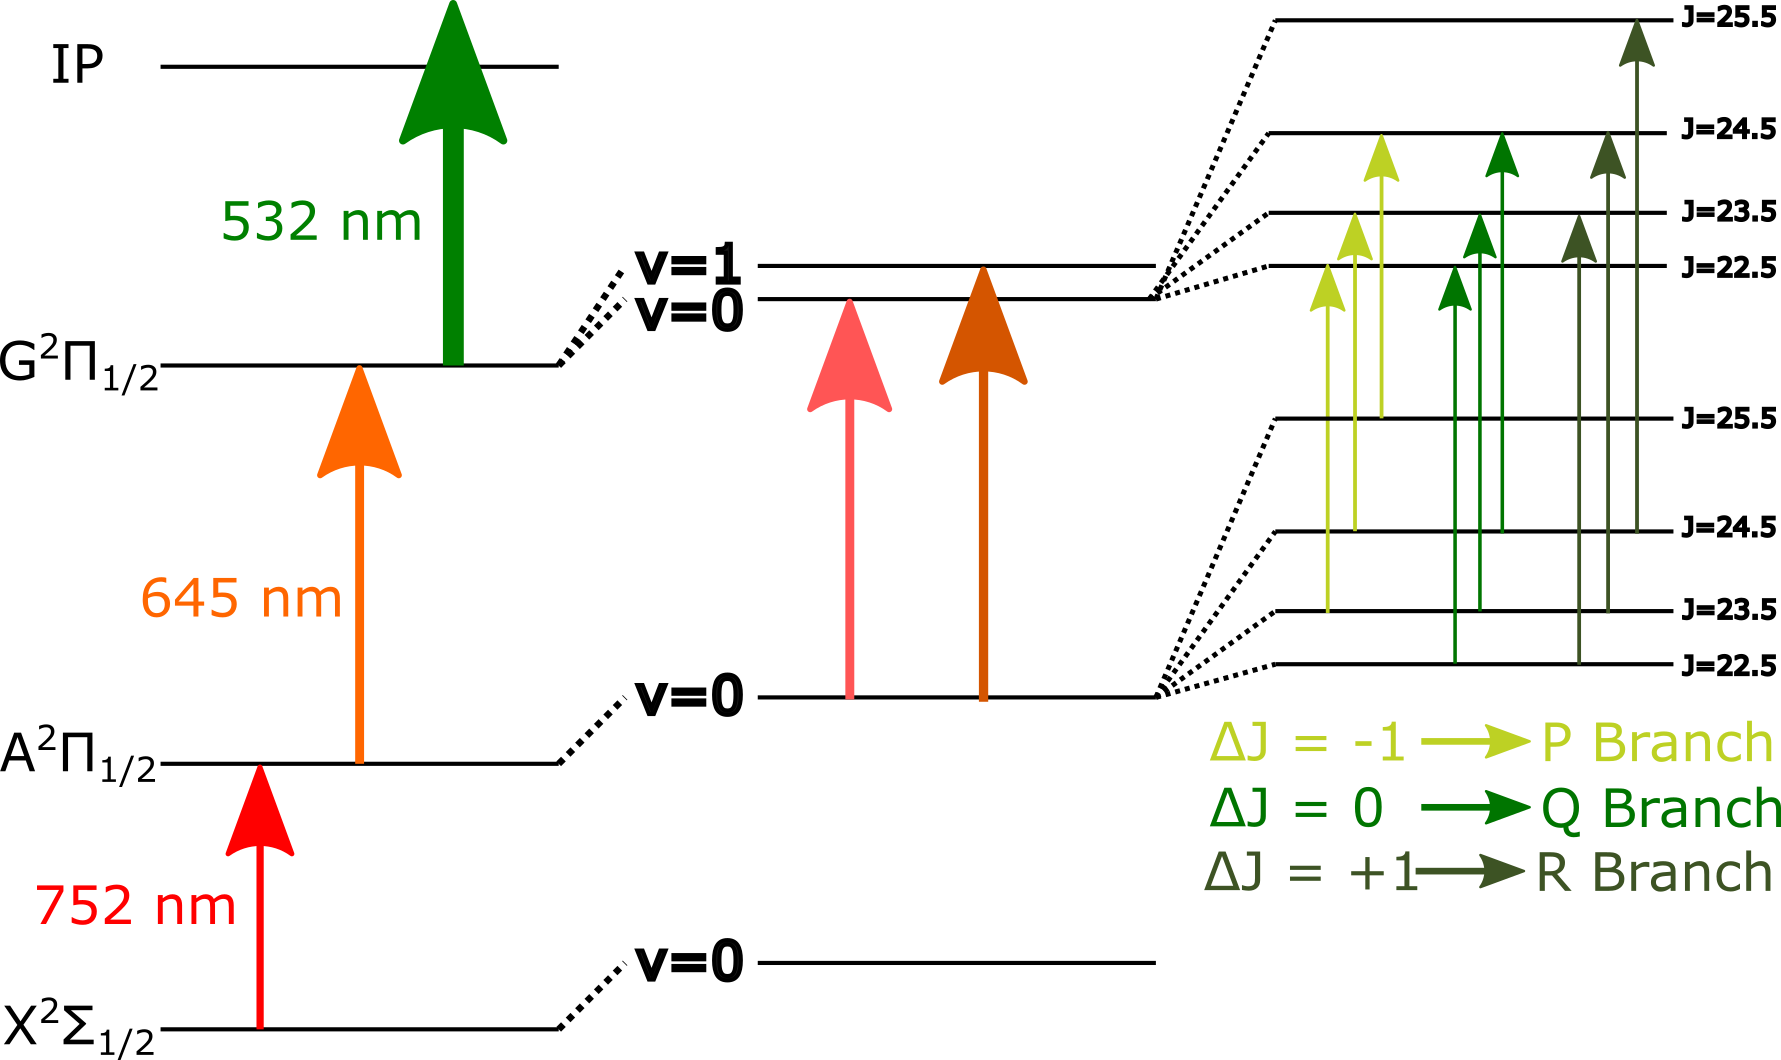 IP
532 nm
G²Π₁/₂
645 nm
A²Π₁/₂
752 nm
X²Σ₁/₂
v=1
v=0
v=0
v=0
J=25.5
J=24.5
J=23.5
J=22.5
J=25.5
J=24.5
J=23.5
J=22.5
ΔJ = -1 P Branch
ΔJ = 0 Q Branch
ΔJ = +1 R Branch